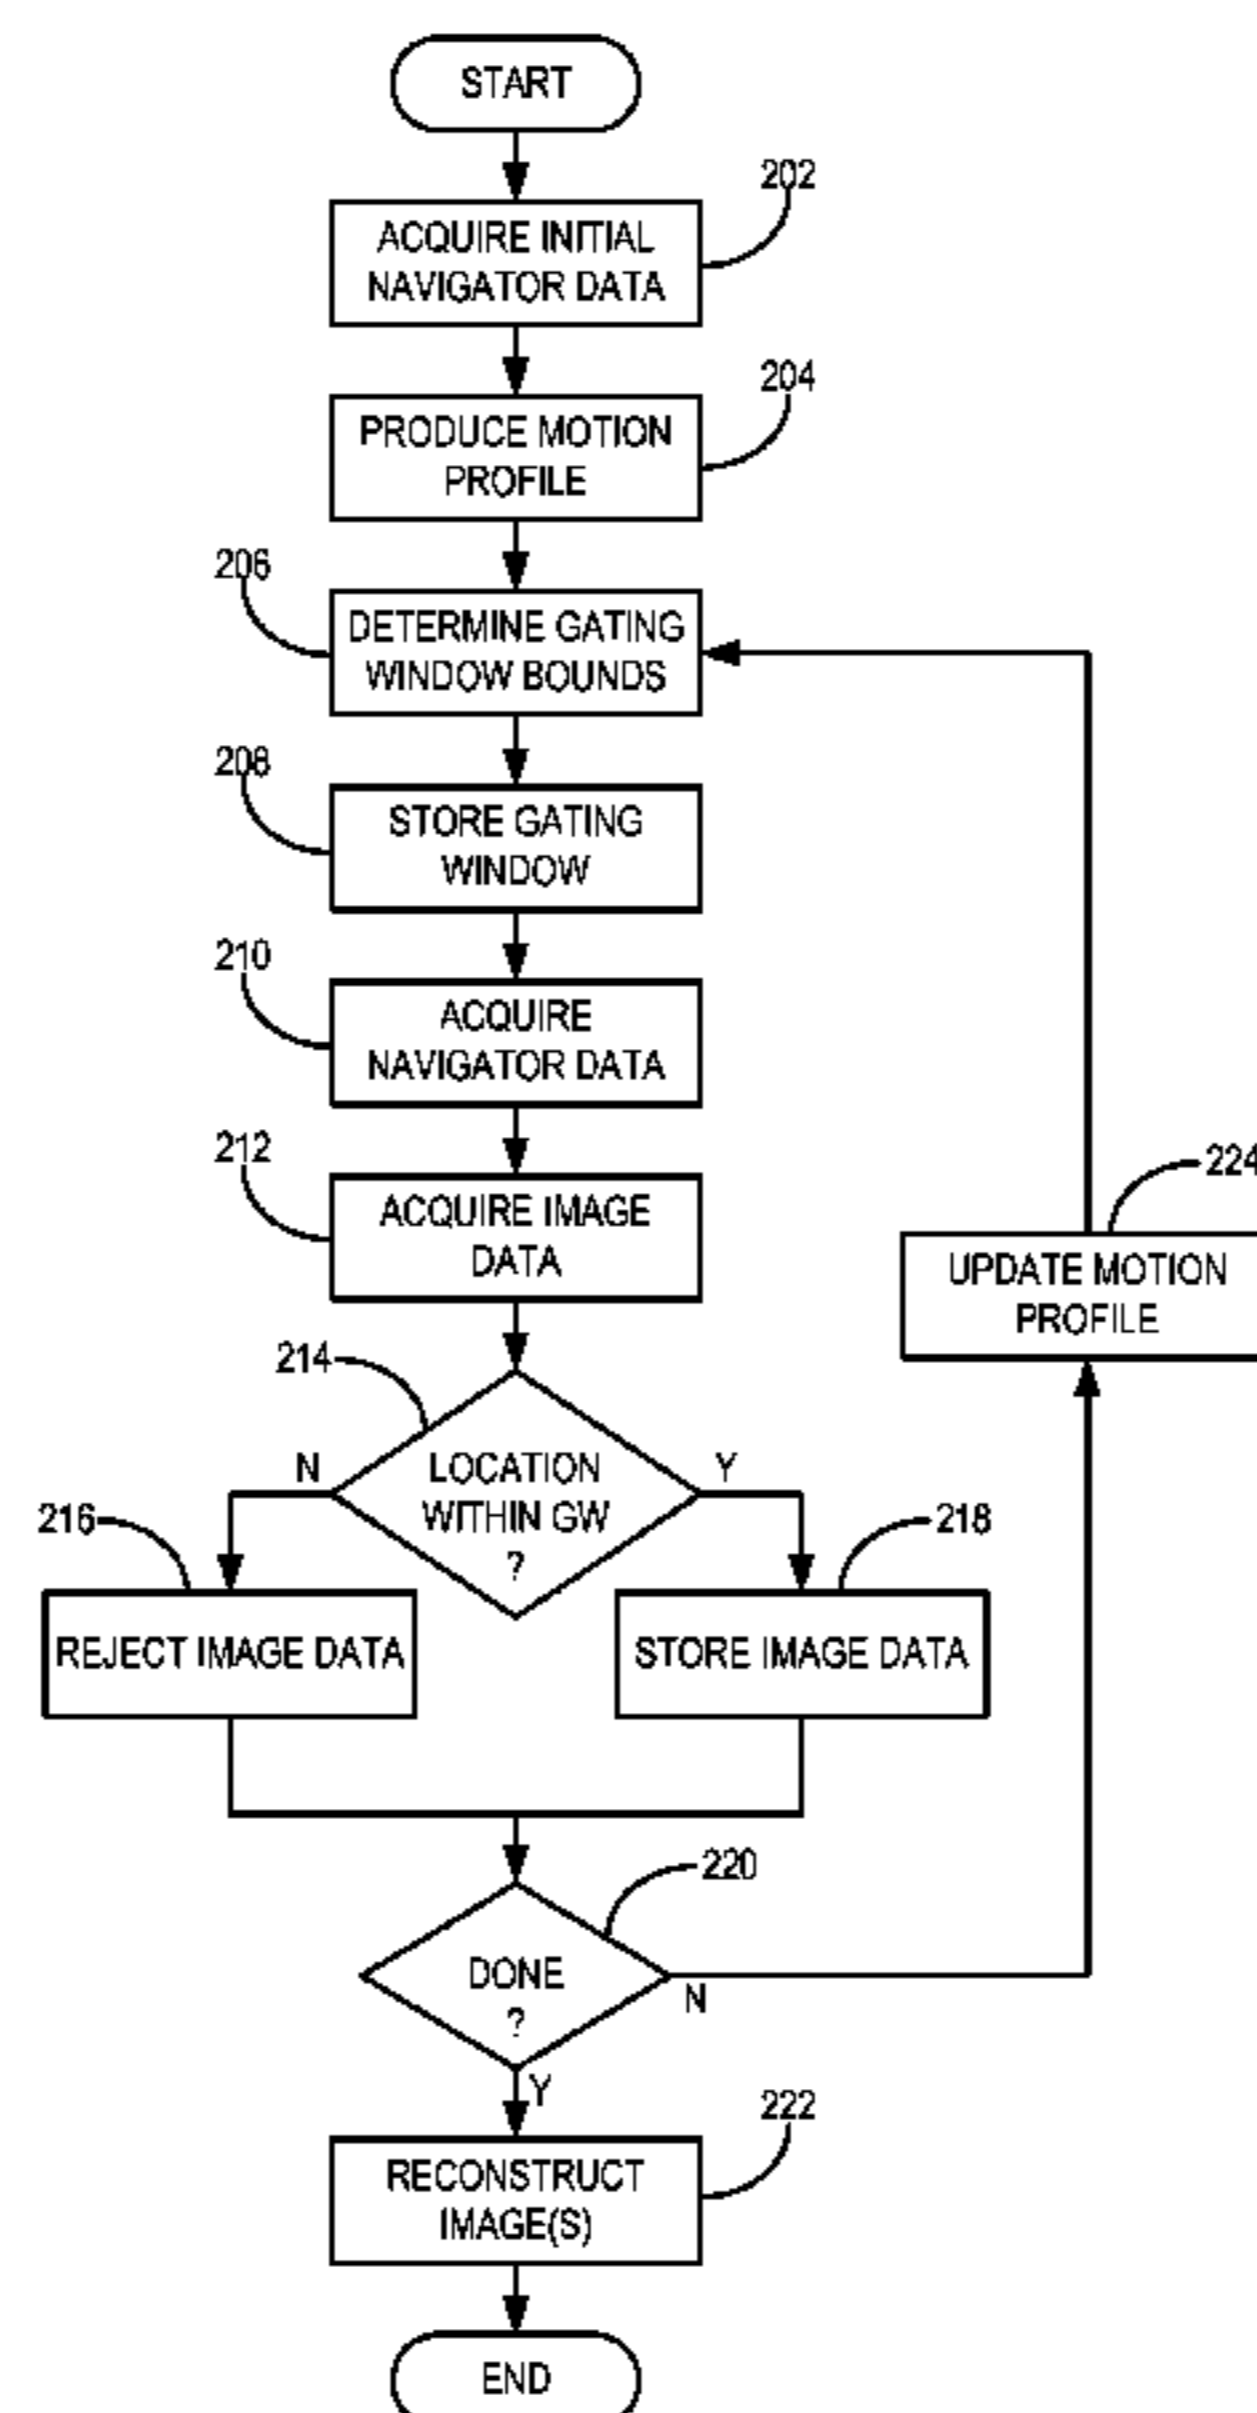 START
202
ACQUIRE INITIAL
NAVIGATOR DATA
204
PRODUCE MOTION
PROFILE
206
DETERMINE GATING
WINDOW BOUNDS
208
STORE GATING
WINDOW
210
ACQUIRE
NAVIGATOR DATA
212
ACQUIRE IMAGE
DATA
224
UPDATE MOTION
PROFILE
214
N
LOCATION
WITHIN GW
?
Y
216
218
REJECT IMAGE DATA
STORE IMAGE DATA
220
DONE
?
N
Y
222
RECONSTRUCT
IMAGE(S)
END